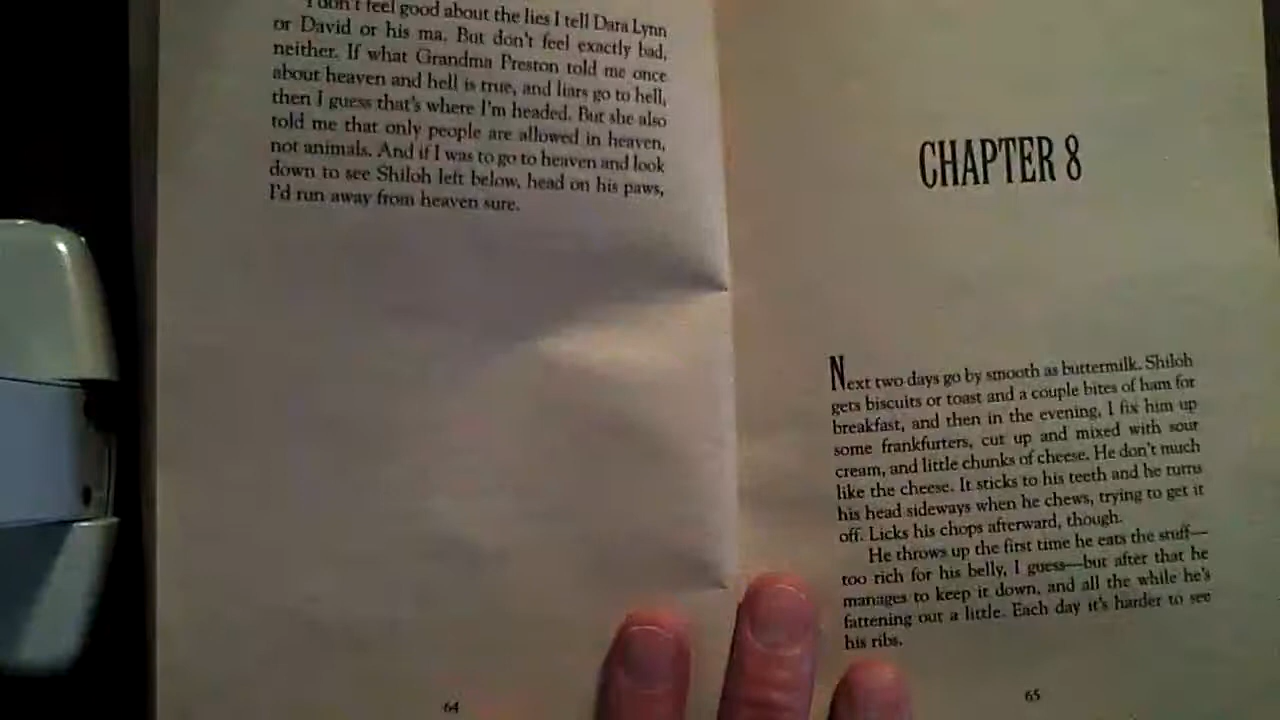 I don't feel good about the lies I tell Dara Lynn
or David or his ma. But don't feel exactly bad,
neither. If what Grandma Preston told me once
about heaven and hell is true, and liars go to hell,
then I guess that's where I'm headed. But she also
told me that only people are allowed in heaven,
not animals. And if I was to go to heaven and look
down to see Shiloh left below, head on his paws,
I'd run away from heaven sure.
64
CHAPTER 8
Next two days go by smooth as buttermilk. Shiloh
gets biscuits or toast and a couple bites of ham for
breakfast, and then in the evening, I fix him up
some frankfurters, cut up and mixed with sour
cream, and little chunks of cheese. He don't much
like the cheese. It sticks to his teeth and he turns
his head sideways when he chews, trying to get it
off. Licks his chops afterward, though.
He throws up the first time he eats the stuff—
too rich for his belly, I guess—but after that he
manages to keep it down, and all the while he's
fattening out a little. Each day it's harder to see
his ribs.
65